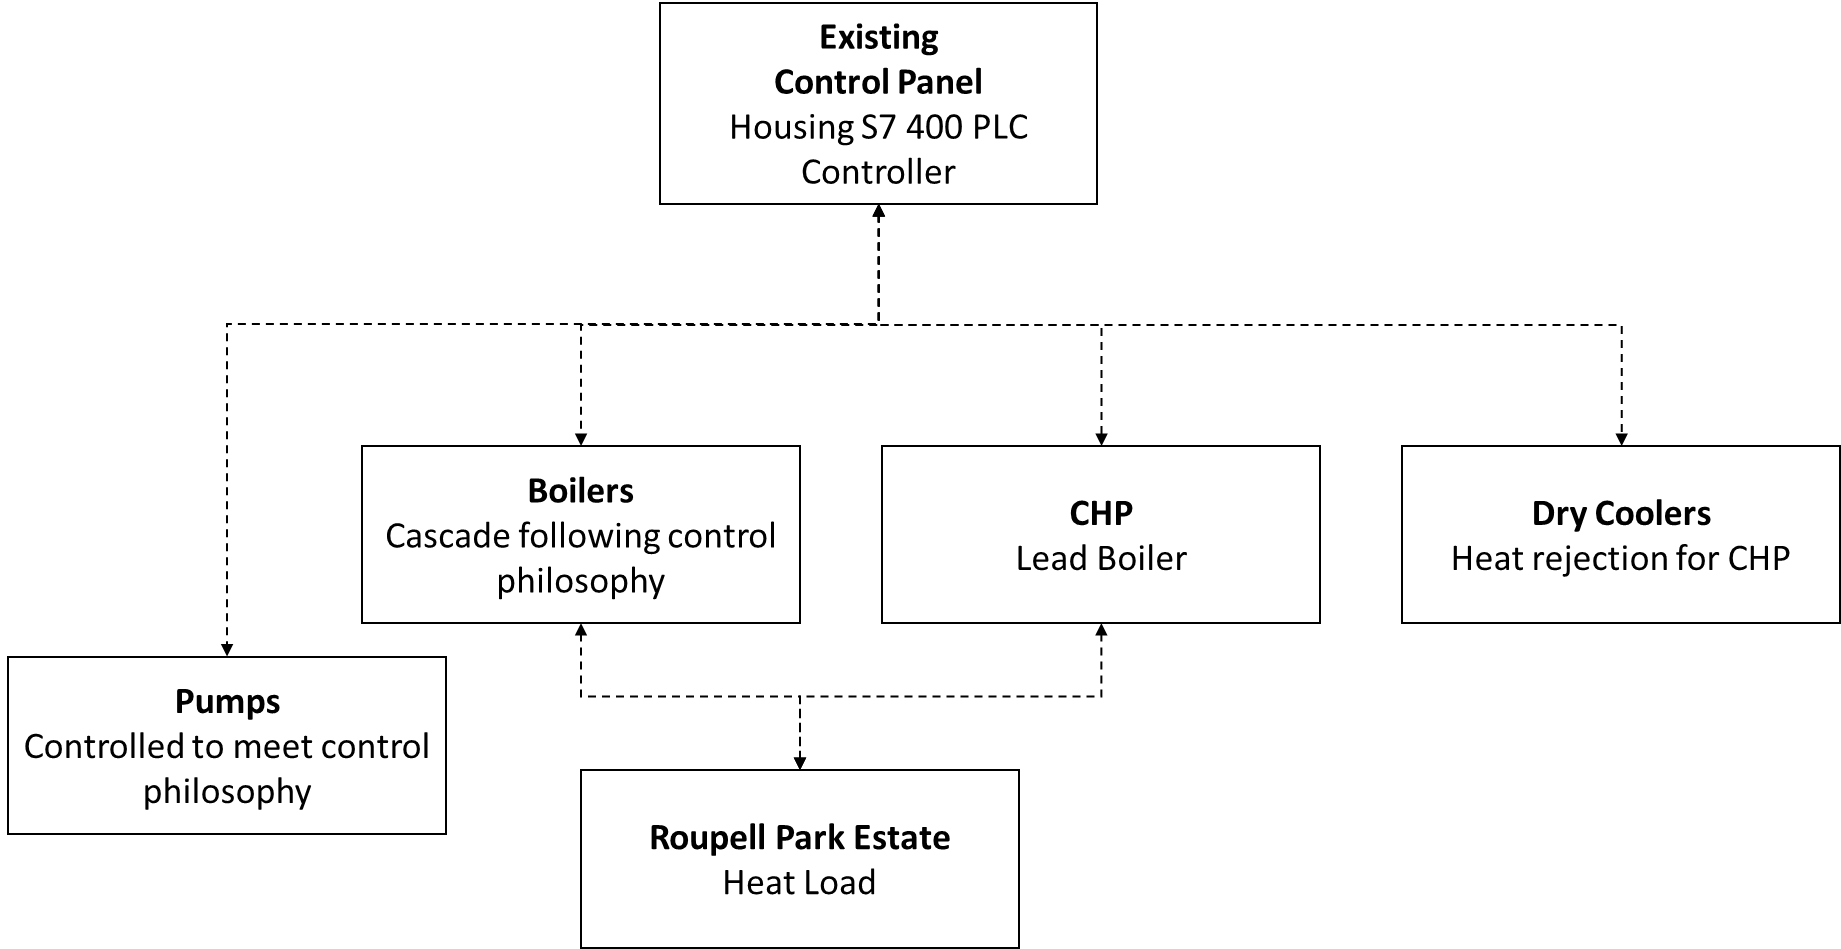 Existing
Control Panel
Housing S7 400 PLC
Controller
Boilers
Cascade following control
philosophy
CHP
Lead Boiler
Dry Coolers
Heat rejection for CHP
Pumps
Controlled to meet control
philosophy
Roupell Park Estate
Heat Load